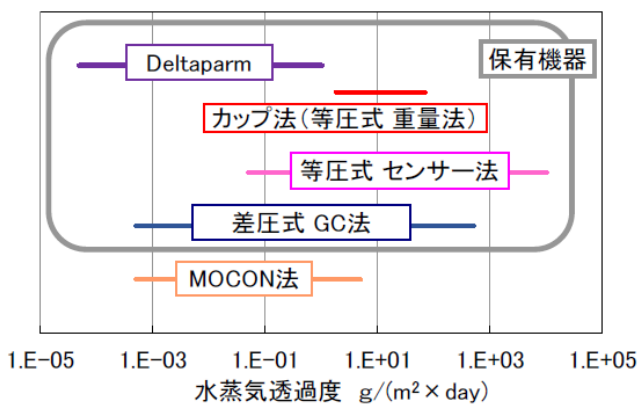 Deltaparm
保有機器
カップ法(等圧式 重量法)
等圧式 センサー法
差圧式 GC法
MOCON法
1.E-05 1.E-03 1.E-01 1.E+01 1.E+03 1.E+05
水蒸気透過度 g/(m²×day)